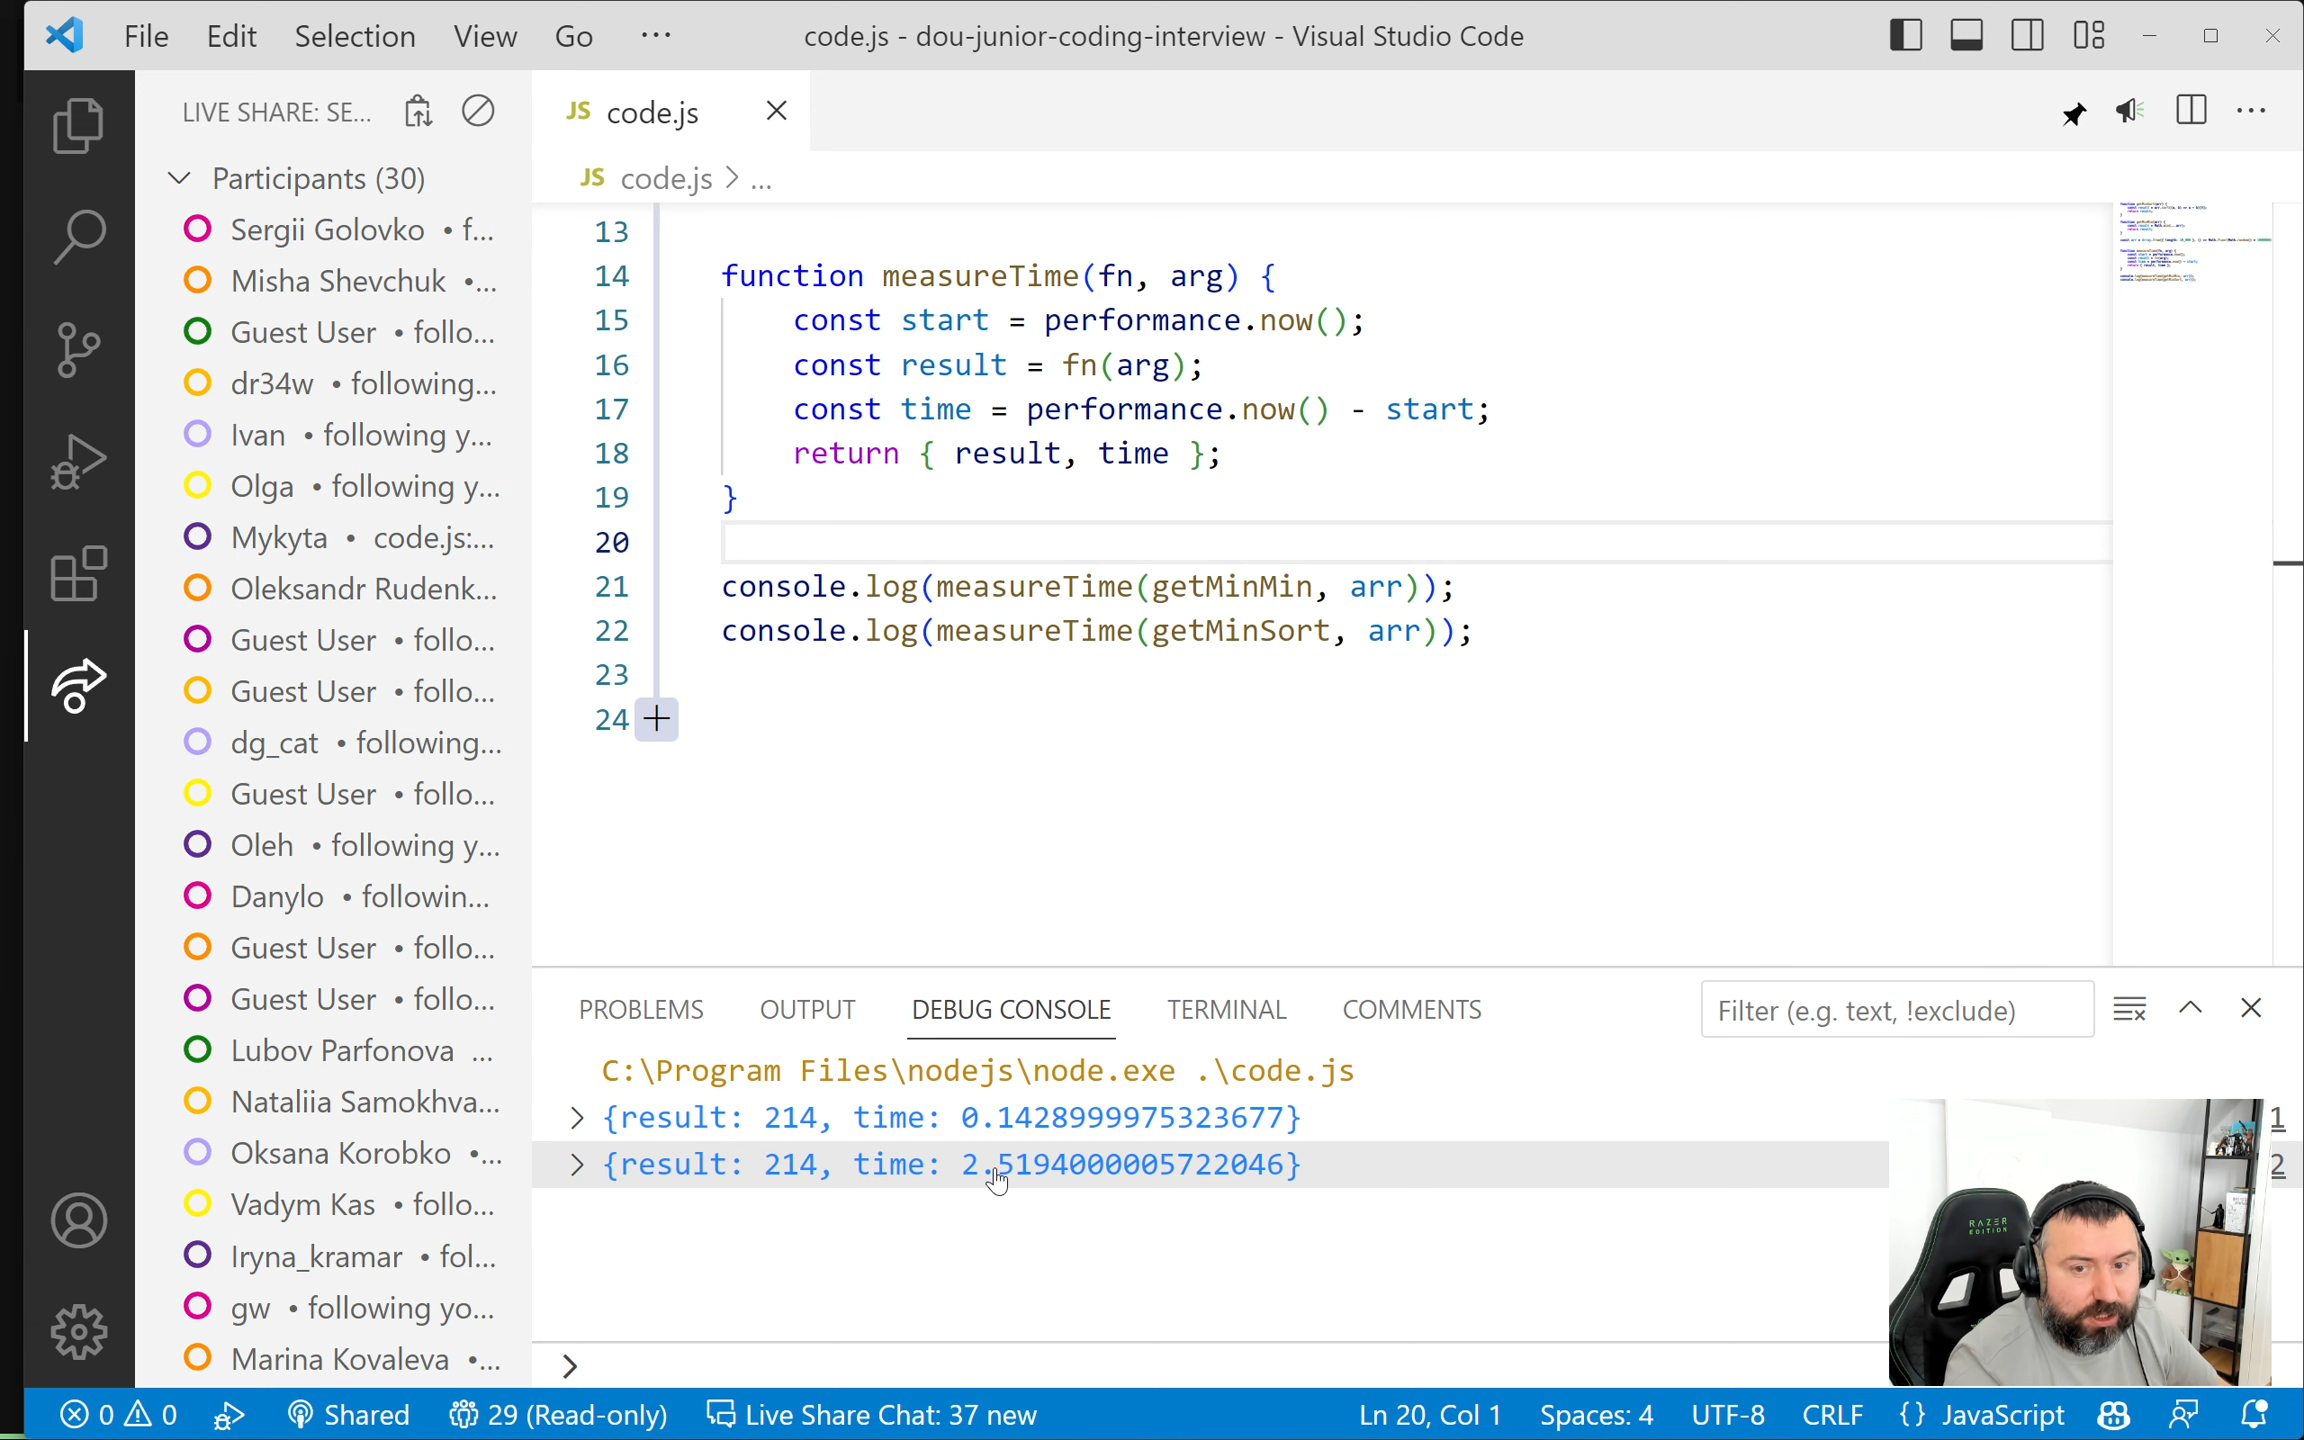 File Edit Selection View Go ··· code.js - dou-junior-coding-interview - Visual Studio Code
LIVE SHARE: SE...
Participants (30)
Sergii Golovko • f...
Misha Shevchuk •...
Guest User • follo...
dr34w • following...
Ivan • following y...
Olga • following y...
Mykyta • code.js:...
Oleksandr Rudenk...
Guest User • follo...
Guest User • follo...
dg_cat • following...
Guest User • follo...
Oleh • following y...
Danylo • followin...
Guest User • follo...
Guest User • follo...
Lubov Parfonova ...
Nataliia Samokhva...
Oksana Korobko •...
Vadym Kas • follo...
Iryna_kramar • fol...
gw • following yo...
Marina Kovaleva •...
JS code.js
JS code.js > ...
13
14 function measureTime(fn, arg) {
15 const start = performance.now();
16 const result = fn(arg);
17 const time = performance.now() - start;
18 return { result, time };
19 }
20
21 console.log(measureTime(getMinMin, arr));
22 console.log(measureTime(getMinSort, arr));
23
24
PROBLEMS OUTPUT DEBUG CONSOLE TERMINAL COMMENTS Filter (e.g. text, !exclude)
C:\Program Files\nodejs\node.exe .\code.js
> {result: 214, time: 0.1428999975323677}
> {result: 214, time: 2.5194000005722046}
>
RAZER
EDITION
0 0 Shared 29 (Read-only) Live Share Chat: 37 new Ln 20, Col 1 Spaces: 4 UTF-8 CRLF {} JavaScript